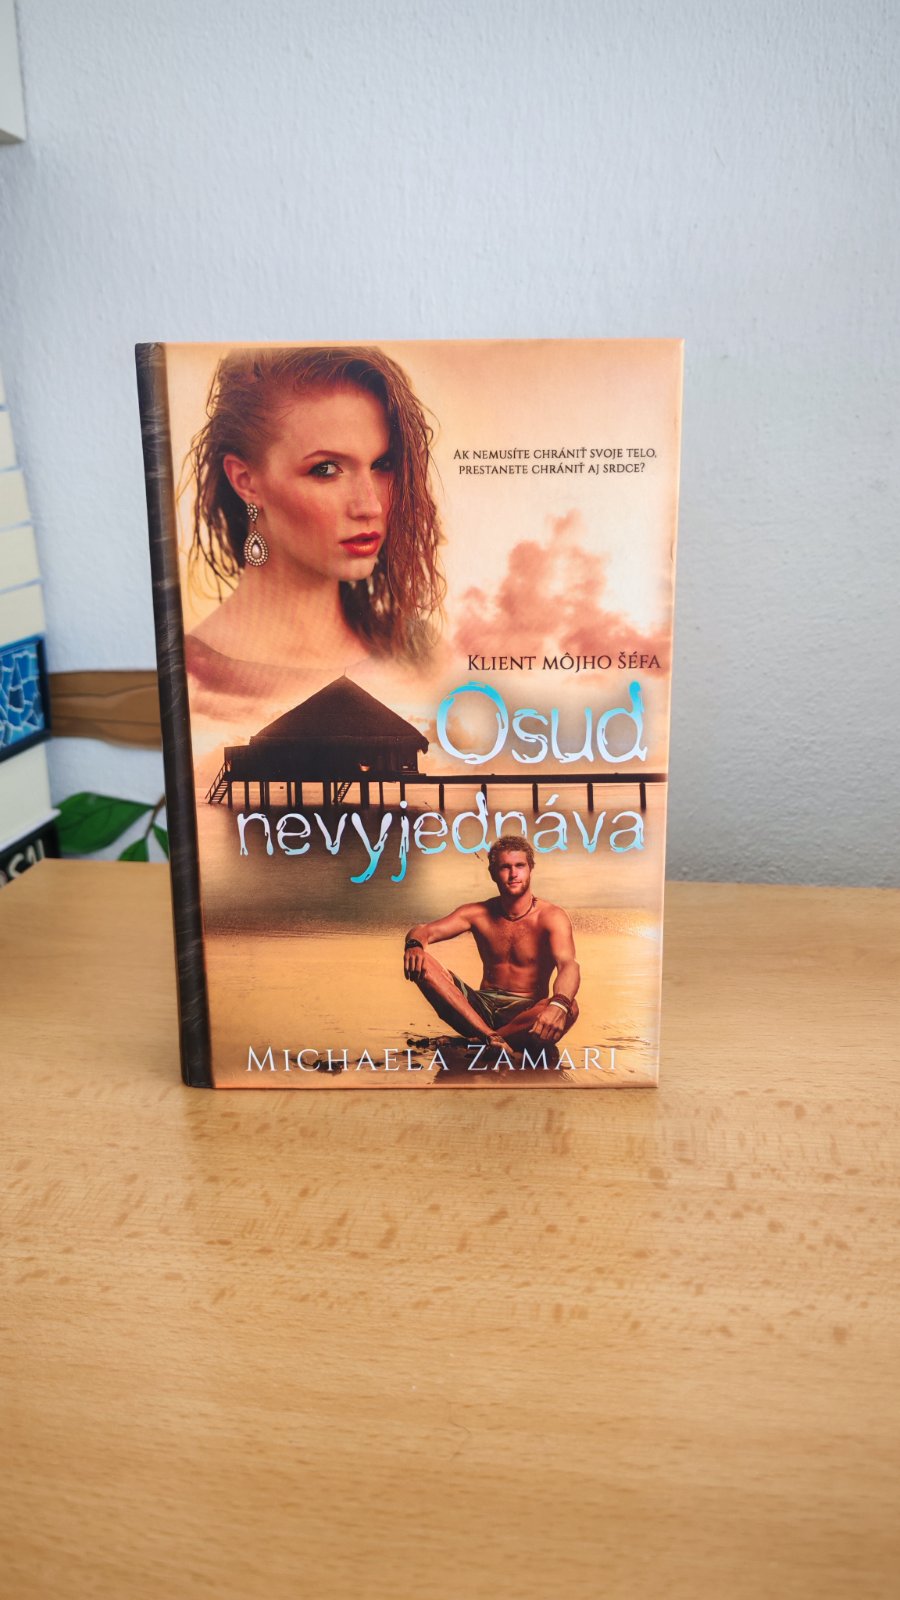 AK NEMUSÍTE CHRÁNIŤ SVOJE TELO,
PRESTANETE CHRÁNIŤ AJ SRDCE?
KLIENT MÔJHO ŠÉFA
Osud
nevyjednáva
MICHAELA ZAMARI